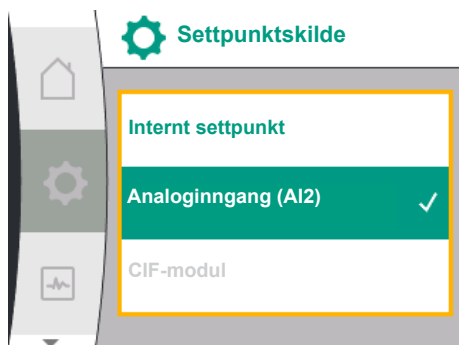 Settpunktskilde
Internt settpunkt
Analoginngang (AI2)
CIF-modul